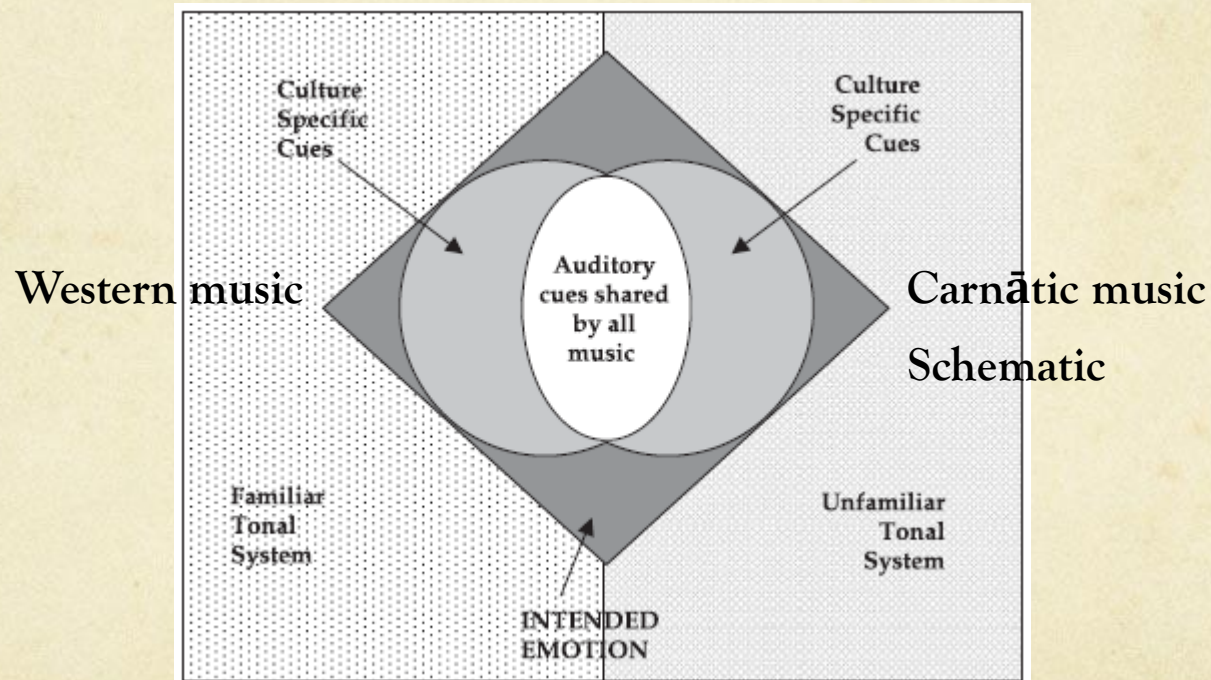 Culture
Specific
Cues
Culture
Specific
Cues
Western music
Auditory
cues shared
by all
music
Carnātic music
Schematic
Familiar
Tonal
System
Unfamiliar
Tonal
System
INTENDED
EMOTION